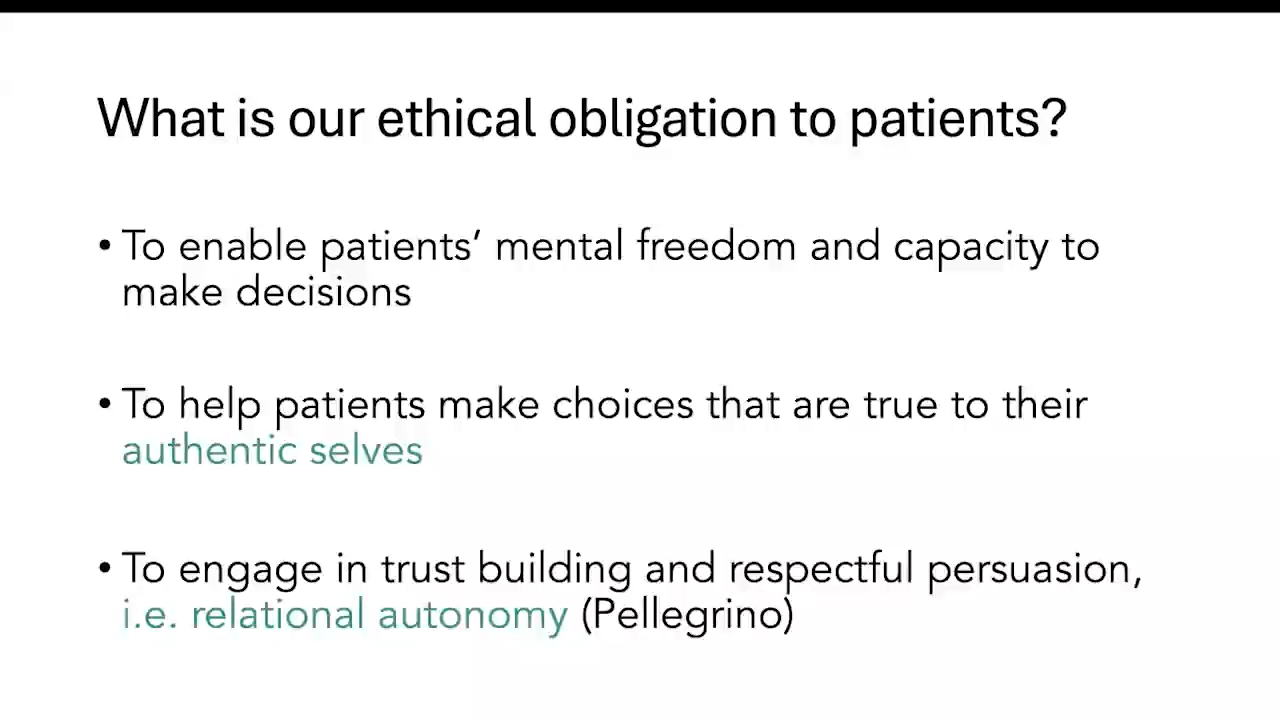 What is our ethical obligation to patients?
• To enable patients’ mental freedom and capacity to
make decisions
• To help patients make choices that are true to their
authentic selves
• To engage in trust building and respectful persuasion,
i.e. relational autonomy (Pellegrino)